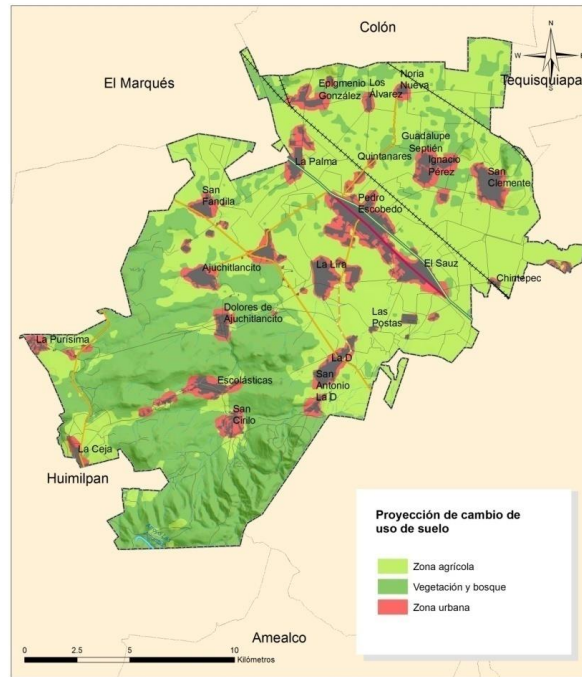 Colón
N
W
S
El Marqués
Tequisquiapan
Epigmenio
González
Los
Álvarez
Noria
Nueva
Guadalupe
Septién
La Palma
Quintanares
Ignacio
Pérez
San
Clemente
San
Fandila
Pedro
Escobedo
Ajuchitlancito
La Lira
El Sauz
Chintepec
Dolores de
Ajuchitlancito
Las
Postas
La Purísima
La D
Escolásticas
San
Antonio
La D
San
Cirilo
La Ceja
Huimilpan
Proyección de cambio de
uso de suelo
Zona agrícola
Vegetación y bosque
Zona urbana
Amealco
0 2.5 5 10
Kilómetros